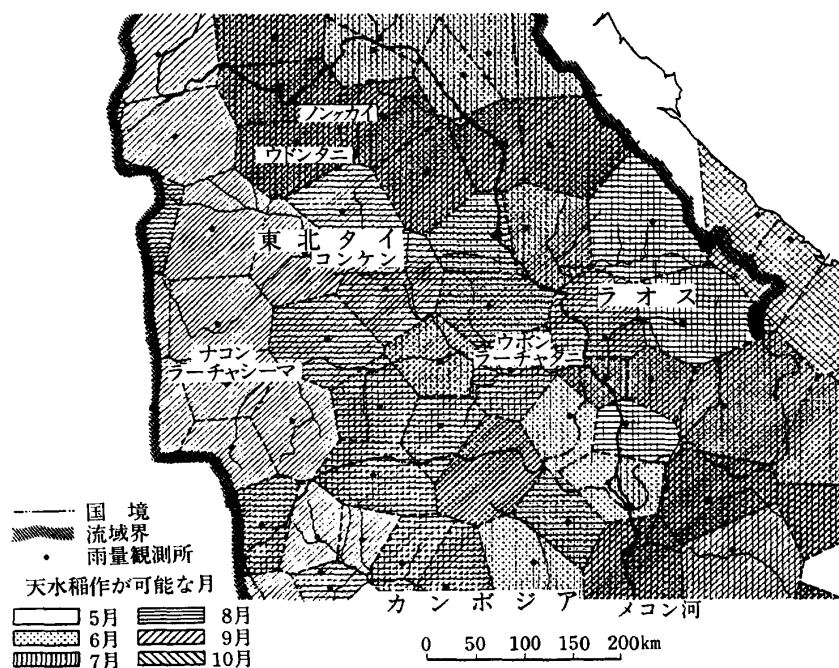 ノンッカイ
ウドンタニ
東北タイ
コンケン
ラオス
ナコン
ラーチャシーマ
ウボン
ラーチャタニ
国境
流域界
雨量観測所
天水稲作が可能な月
5月 8月
6月 9月
7月 10月
カンボジア
メコン河
0 50 100 150 200km